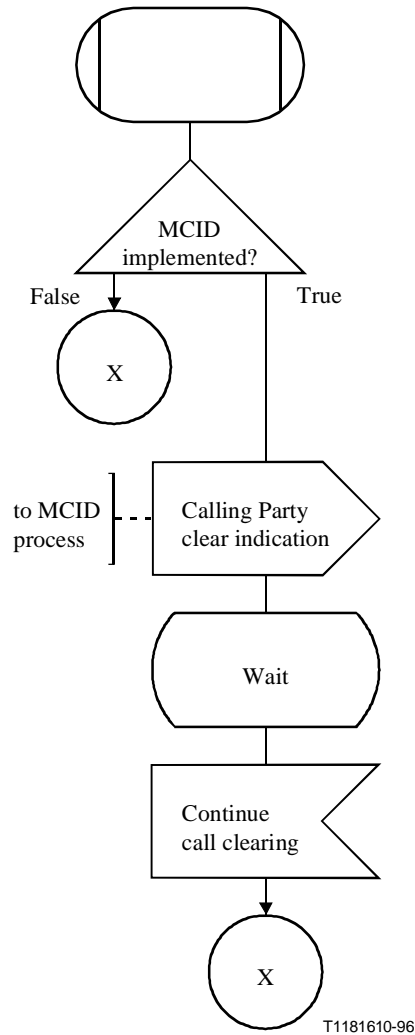 MCID
implemented?
False
True
X
to MCID
process
Calling Party
clear indication
Wait
Continue
call clearing
X
T1181610-96